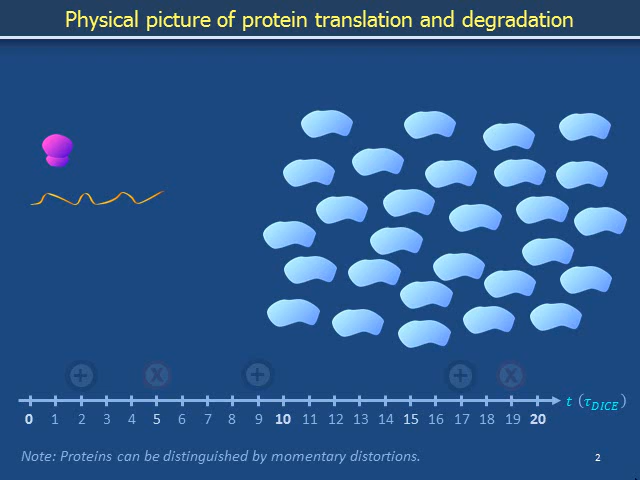 Physical picture of protein translation and degradation
+ X + + X
t (τDICE)
0 1 2 3 4 5 6 7 8 9 10 11 12 13 14 15 16 17 18 19 20
Note: Proteins can be distinguished by momentary distortions.
2